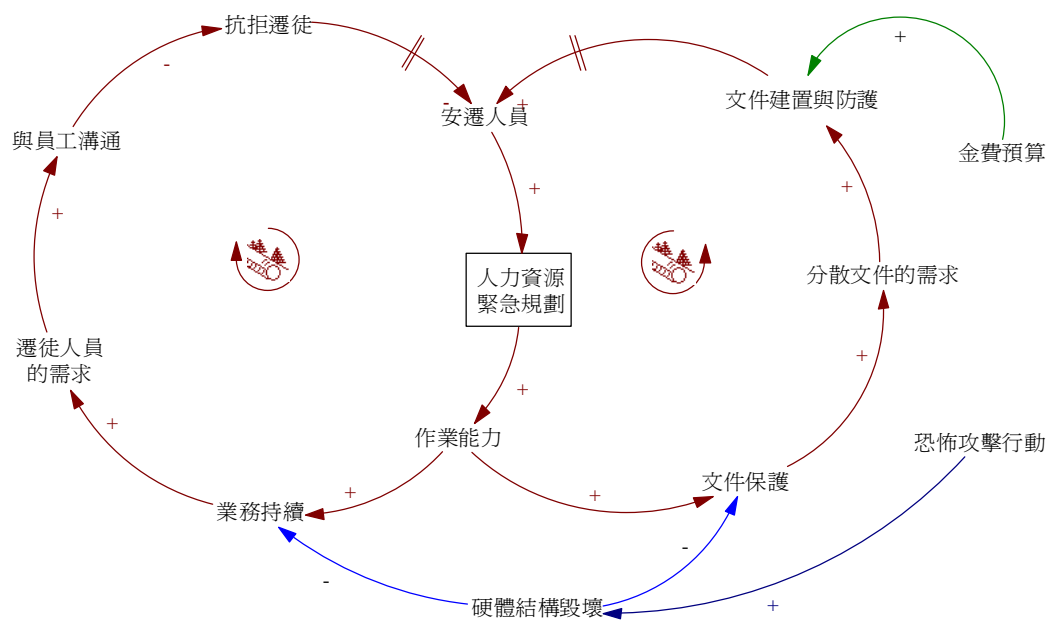 抗拒遷徒
+
-
-
+
安遷人員
文件建置與防護
與員工溝通
金費預算
+
+
+
人力資源
緊急規劃
分散文件的需求
遷徒人員
的需求
+
+
+
作業能力
恐怖攻擊行動
文件保護
+
+
業務持續
-
-
硬體結構毀壞
+